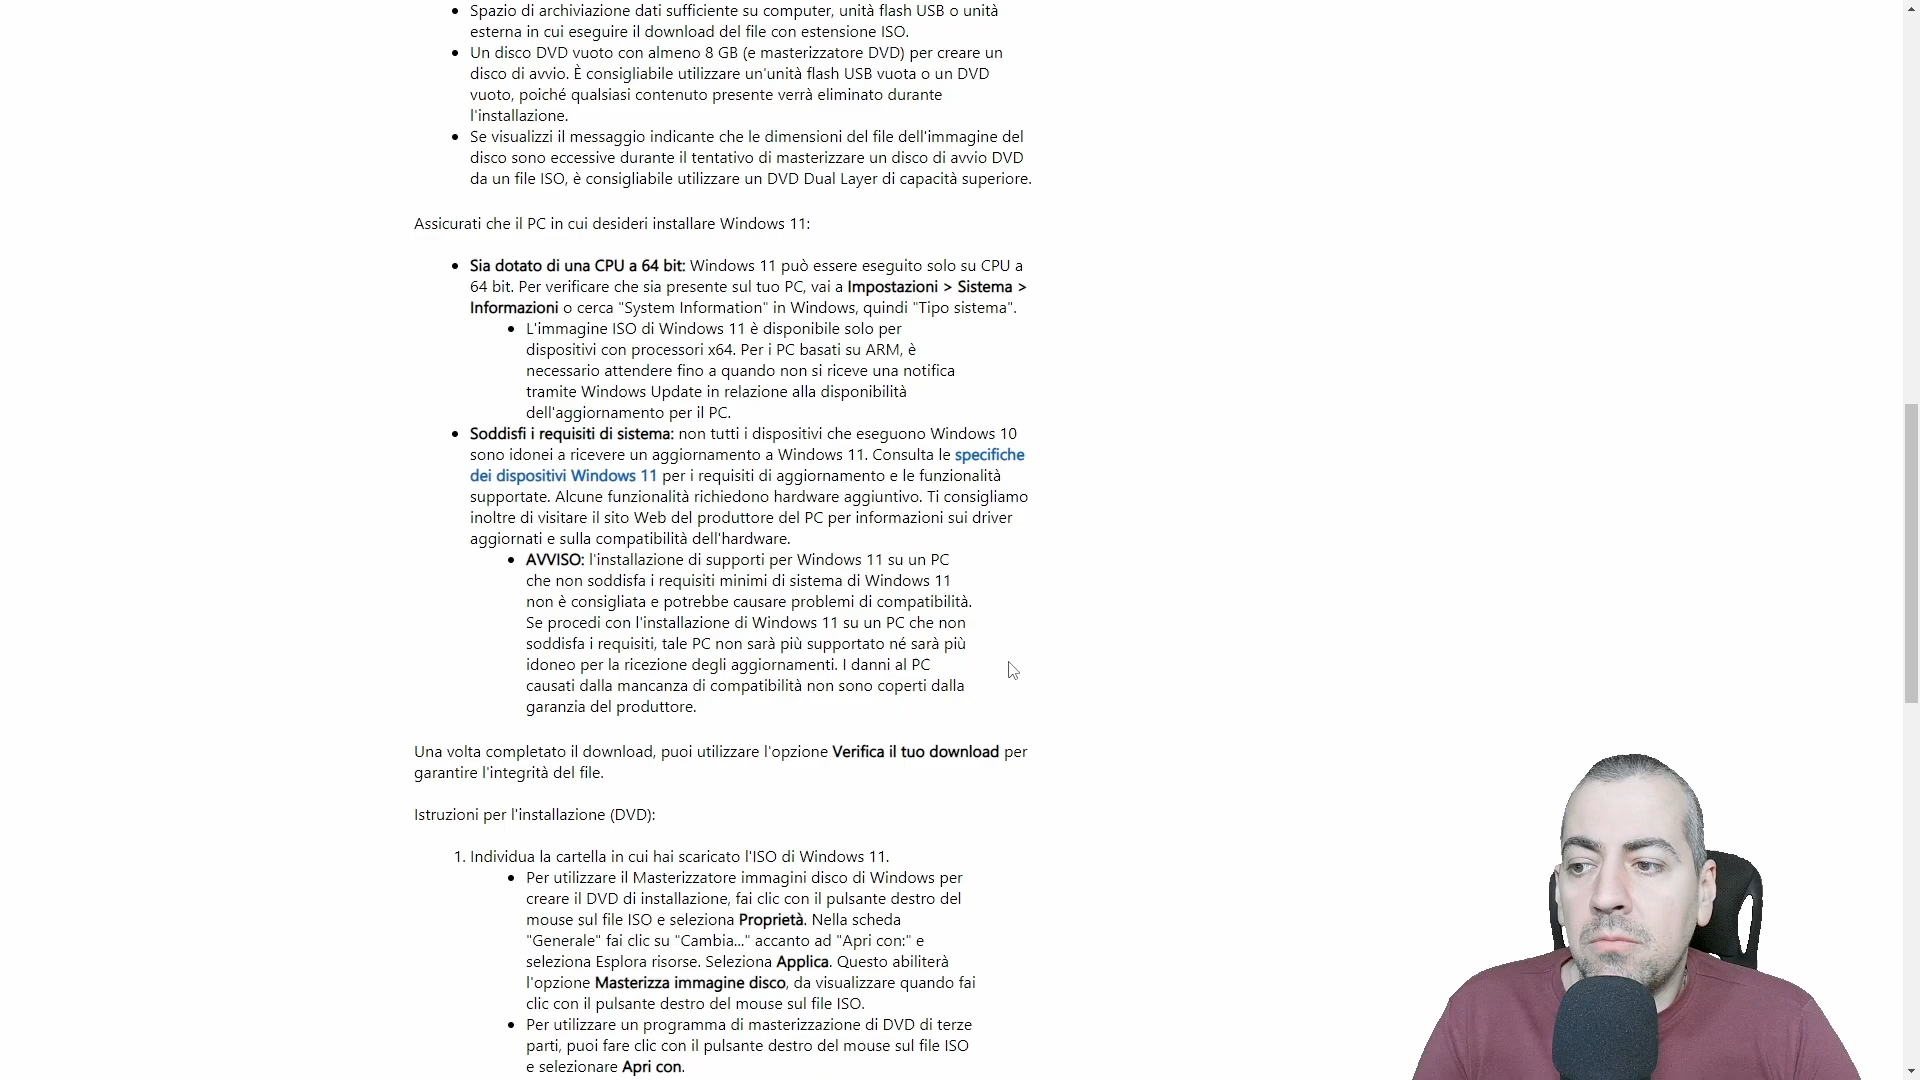 Spazio di archiviazione dati sufficiente su computer, unità flash USB o unità
esterna in cui eseguire il download del file con estensione ISO.
Un disco DVD vuoto con almeno 8 GB (e masterizzatore DVD) per creare un
disco di avvio. È consigliabile utilizzare un'unità flash USB vuota o un DVD
vuoto, poiché qualsiasi contenuto presente verrà eliminato durante
l'installazione.
Se visualizzi il messaggio indicante che le dimensioni del file dell'immagine del
disco sono eccessive durante il tentativo di masterizzare un disco di avvio DVD
da un file ISO, è consigliabile utilizzare un DVD Dual Layer di capacità superiore.
Assicurati che il PC in cui desideri installare Windows 11:
Sia dotato di una CPU a 64 bit: Windows 11 può essere eseguito solo su CPU a
64 bit. Per verificare che sia presente sul tuo PC, vai a Impostazioni > Sistema >
Informazioni o cerca "System Information" in Windows, quindi "Tipo sistema".
L'immagine ISO di Windows 11 è disponibile solo per
dispositivi con processori x64. Per i PC basati su ARM, è
necessario attendere fino a quando non si riceve una notifica
tramite Windows Update in relazione alla disponibilità
dell'aggiornamento per il PC.
Soddisfi i requisiti di sistema: non tutti i dispositivi che eseguono Windows 10
sono idonei a ricevere un aggiornamento a Windows 11. Consulta le specifiche
dei dispositivi Windows 11 per i requisiti di aggiornamento e le funzionalità
supportate. Alcune funzionalità richiedono hardware aggiuntivo. Ti consigliamo
inoltre di visitare il sito Web del produttore del PC per informazioni sui driver
aggiornati e sulla compatibilità dell'hardware.
AVVISO: l'installazione di supporti per Windows 11 su un PC
che non soddisfa i requisiti minimi di sistema di Windows 11
non è consigliata e potrebbe causare problemi di compatibilità.
Se procedi con l'installazione di Windows 11 su un PC che non
soddisfa i requisiti, tale PC non sarà più supportato né sarà più
idoneo per la ricezione degli aggiornamenti. I danni al PC
causati dalla mancanza di compatibilità non sono coperti dalla
garanzia del produttore.
Una volta completato il download, puoi utilizzare l'opzione Verifica il tuo download per
garantire l'integrità del file.
Istruzioni per l'installazione (DVD):
1. Individua la cartella in cui hai scaricato l'ISO di Windows 11.
Per utilizzare il Masterizzatore immagini disco di Windows per
creare il DVD di installazione, fai clic con il pulsante destro del
mouse sul file ISO e seleziona Proprietà. Nella scheda
"Generale" fai clic su "Cambia..." accanto ad "Apri con:" e
seleziona Esplora risorse. Seleziona Applica. Questo abiliterà
l'opzione Masterizza immagine disco, da visualizzare quando fai
clic con il pulsante destro del mouse sul file ISO.
Per utilizzare un programma di masterizzazione di DVD di terze
parti, puoi fare clic con il pulsante destro del mouse sul file ISO
e selezionare Apri con.